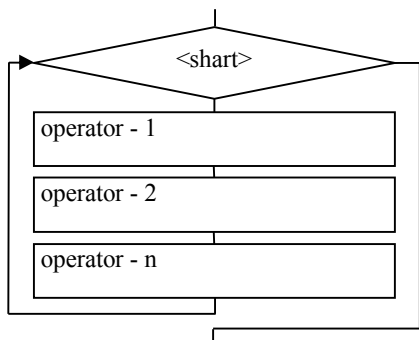 <shart>
operator - 1
operator - 2
operator - n